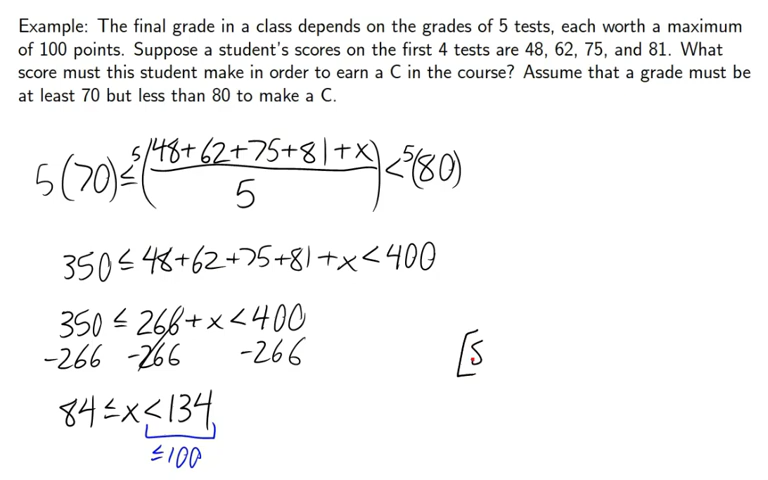 Example: The final grade in a class depends on the grades of 5 tests, each worth a maximum
of 100 points. Suppose a student's scores on the first 4 tests are 48, 62, 75, and 81. What
score must this student make in order to earn a C in the course? Assume that a grade must be
at least 70 but less than 80 to make a C.
5(70) ≤ 5((48+62+75+81+x)/5) < 5(80)
350 ≤ 48+62+75+81+x < 400
350 ≤ 266+x < 400
-266 -266 -266
[5
84 ≤ x < 134
≤100